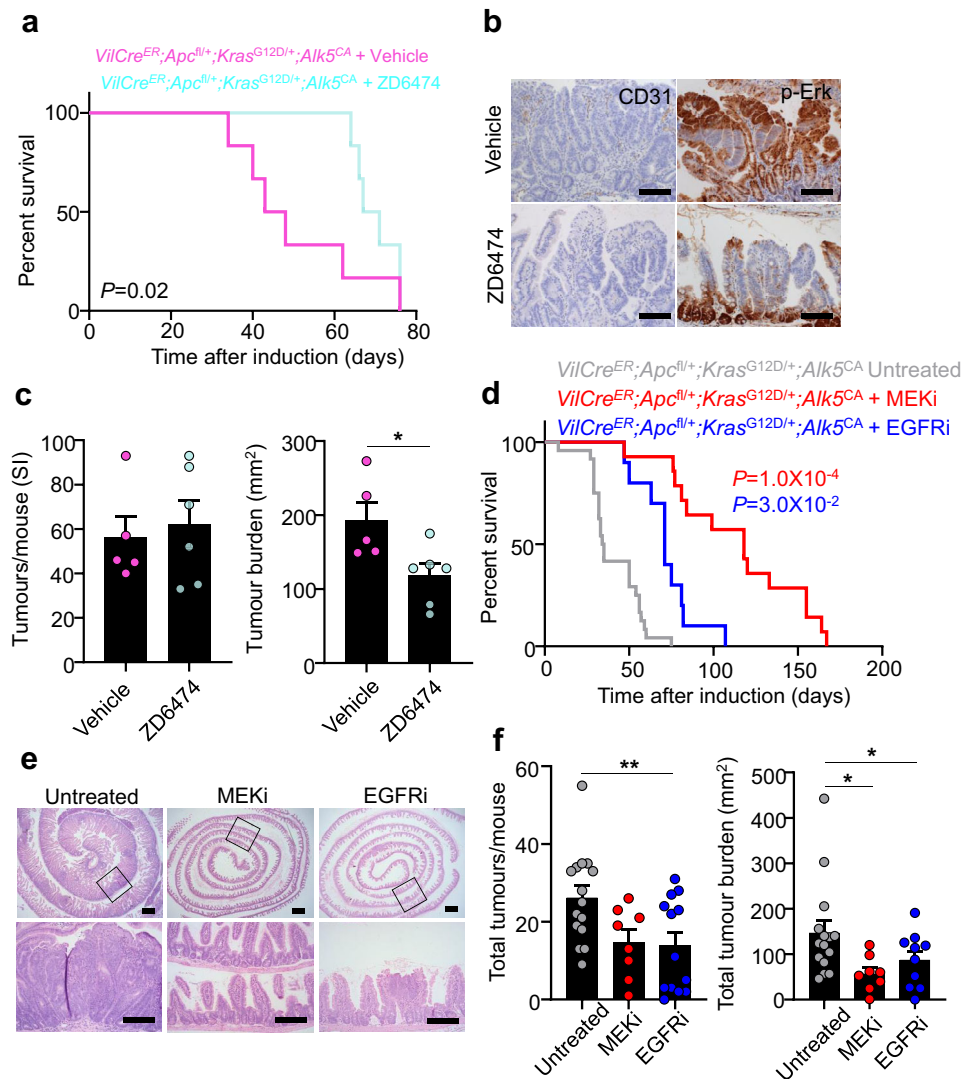 a
VilCreER;Apcfl/+;KrasG12D/+;Alk5CA + Vehicle
VilCreER;Apcfl/+;KrasG12D/+;Alk5CA + ZD6474
Percent survival
100
50
0
P=0.02
0 20 40 60 80
Time after induction (days)
b
CD31 p-Erk
Vehicle
ZD6474
c
Tumours/mouse (SI)
100
80
60
40
20
0
Vehicle ZD6474
Tumour burden (mm2)
300
200
100
0
*
Vehicle ZD6474
d
VilCreER;Apcfl/+;KrasG12D/+;Alk5CA Untreated
VilCreER;Apcfl/+;KrasG12D/+;Alk5CA + MEKi
VilCreER;Apcfl/+;KrasG12D/+;Alk5CA + EGFRi
Percent survival
100
50
0
P=1.0X10-4
P=3.0X10-2
0 50 100 150 200
Time after induction (days)
e
Untreated MEKi EGFRi
f
Total tumours/mouse
60
40
20
0
**
Untreated MEKi EGFRi
Total tumour burden (mm2)
500
400
300
200
100
0
*
*
Untreated MEKi EGFRi